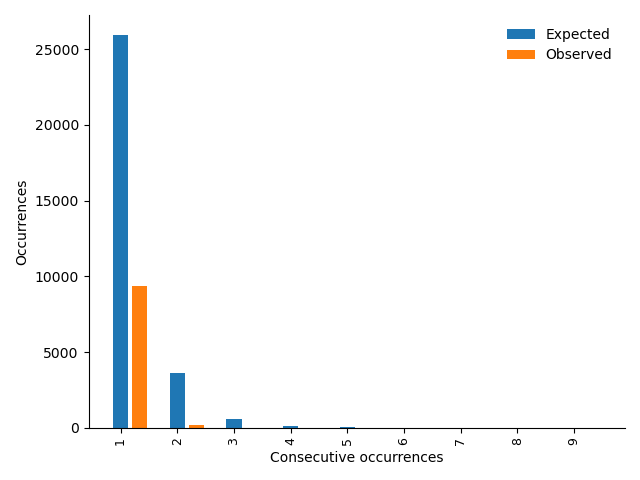 Expected
Observed
25000
20000
15000
10000
5000
0
Occurrences
1 2 3 4 5 6 7 8 9
Consecutive occurrences